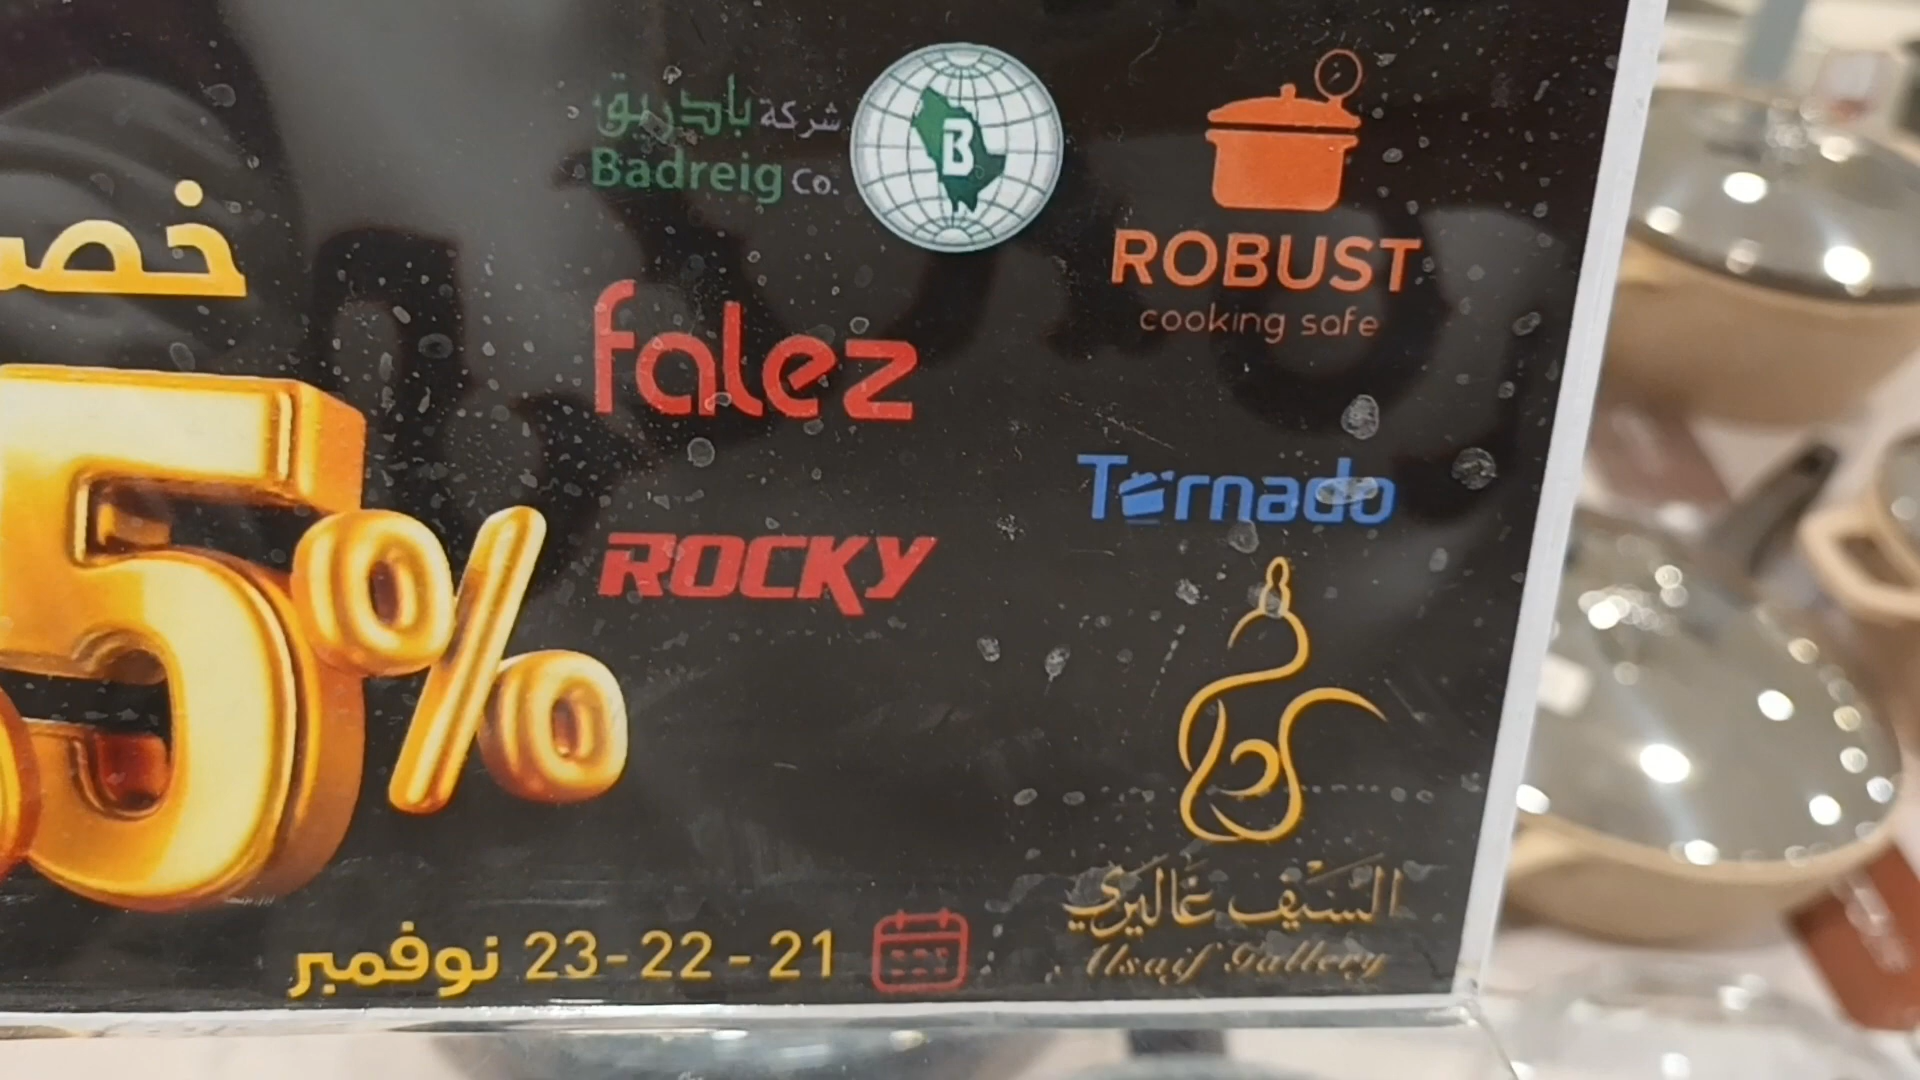 شركة بادريق
Badreig Co.
B
ROBUST
cooking safe
falez
Tornado
ROCKY
5%
السيف غاليري
Alsaif Gallery
21 - 22 - 23 نوفمبر